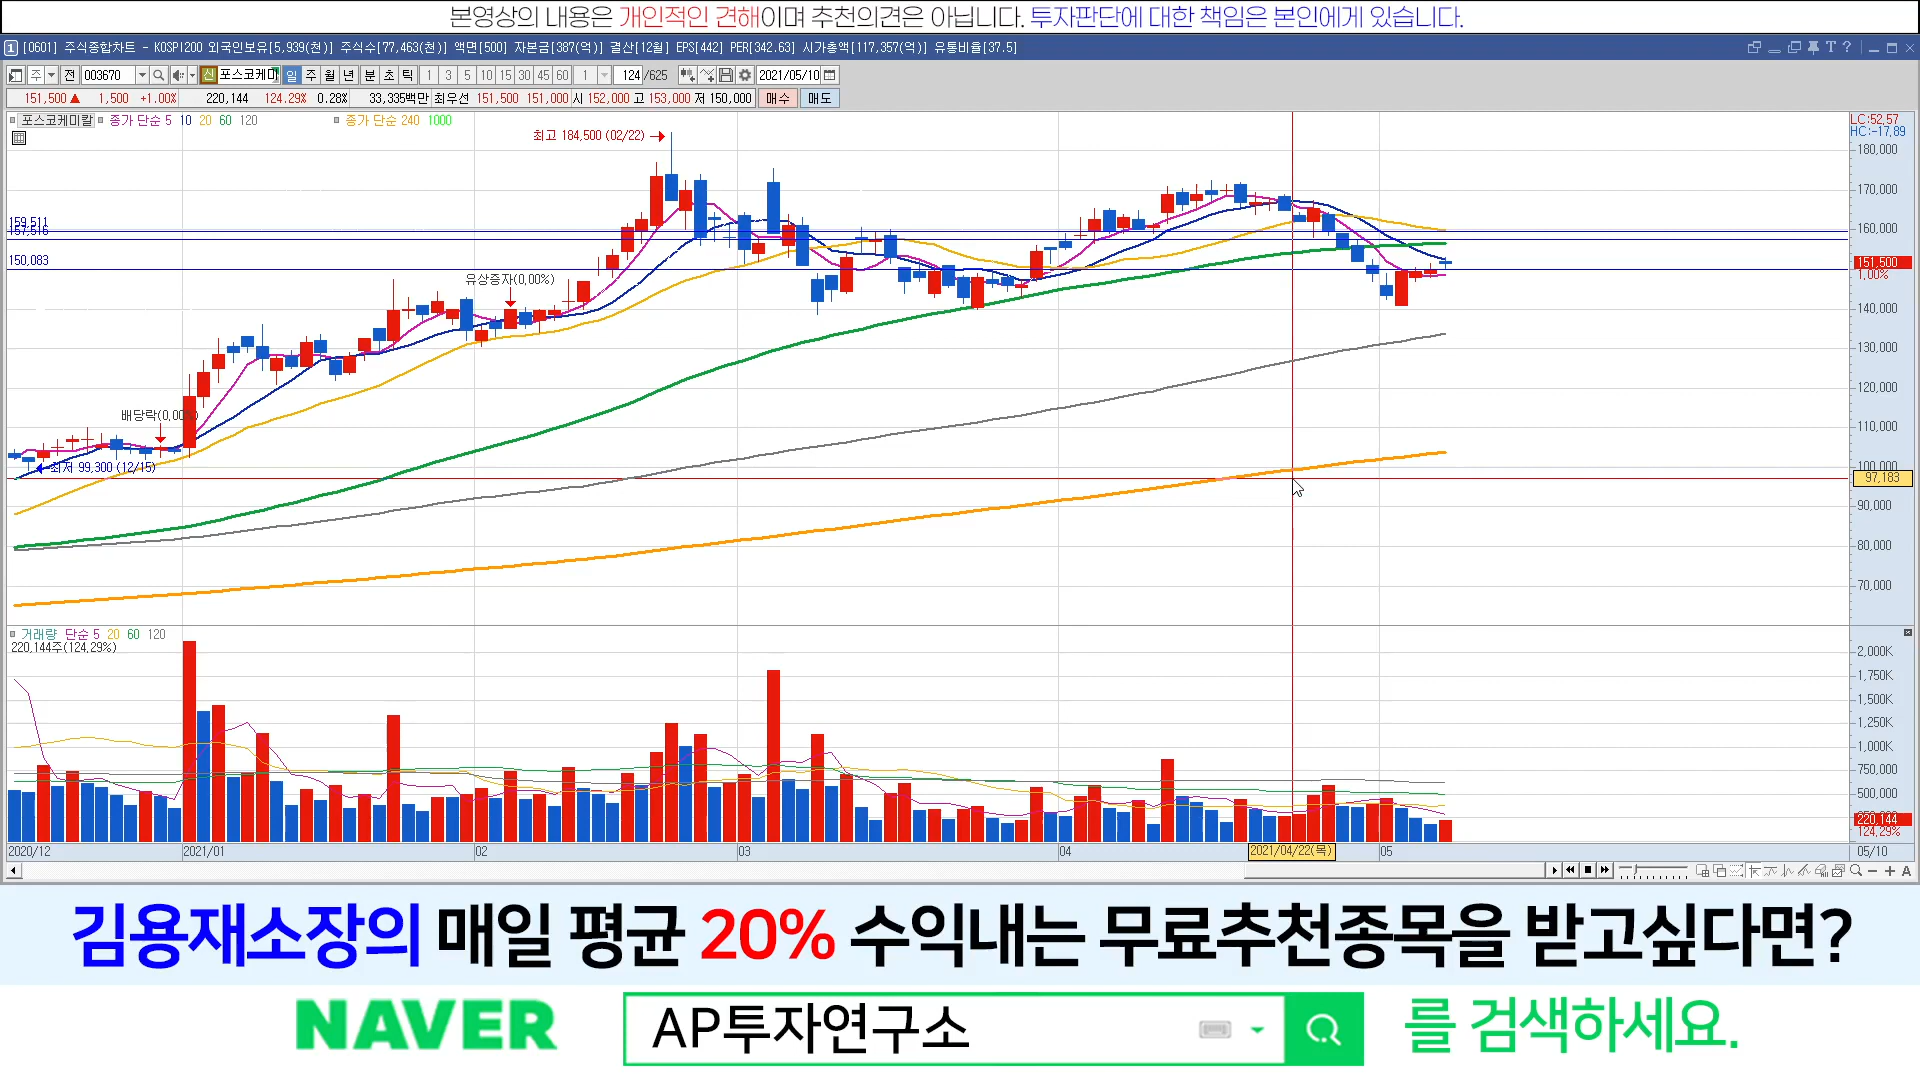 본영상의 내용은 개인적인 견해이며 추천의견은 아닙니다. 투자판단에 대한 책임은 본인에게 있습니다.
1 [0601] 주식종합차트 - KOSPI200 외국인보유[5,939(천)] 주식수[77,463(천)] 액면[500] 자본금[387(억)] 결산[12월] EPS[442] PER[342.63] 시가총액[117,357(억)] 유통비율[37.5]
주 전 003670 신 포스코케미 일 주 월 년 분 초 틱 1 3 5 10 15 30 45 60 1 124 /625 2021/05/10
151,500 ▲ 1,500 +1.00% 220,144 124.29% 0.28% 33,335백만 최우선 151,500 151,000 시 152,000 고 153,000 저 150,000 매수 매도
포스코케미칼 종가 단순 5 10 20 60 120 종가 단순 240 1000
LC:52,57
HC:-17,89
최고 184,500 (02/22)
180,000
170,000
159,511
157,516
160,000
150,083
151,500
1,00%
유상증자(0,00%)
140,000
130,000
120,000
배당락(0,00%)
110,000
최저 99,300 (12/15)
100,000
97,183
90,000
80,000
70,000
거래량 단순 5 20 60 120
220,144주(124,29%)
2,000K
1,750K
1,500K
1,250K
1,000K
750,000
500,000
220,144
124,29%
2020/12 2021/01 02 03 04 2021/04/22(목) 05 05/10
김용재소장의 매일 평균 20% 수익내는 무료추천종목을 받고싶다면?
NAVER AP투자연구소 를 검색하세요.